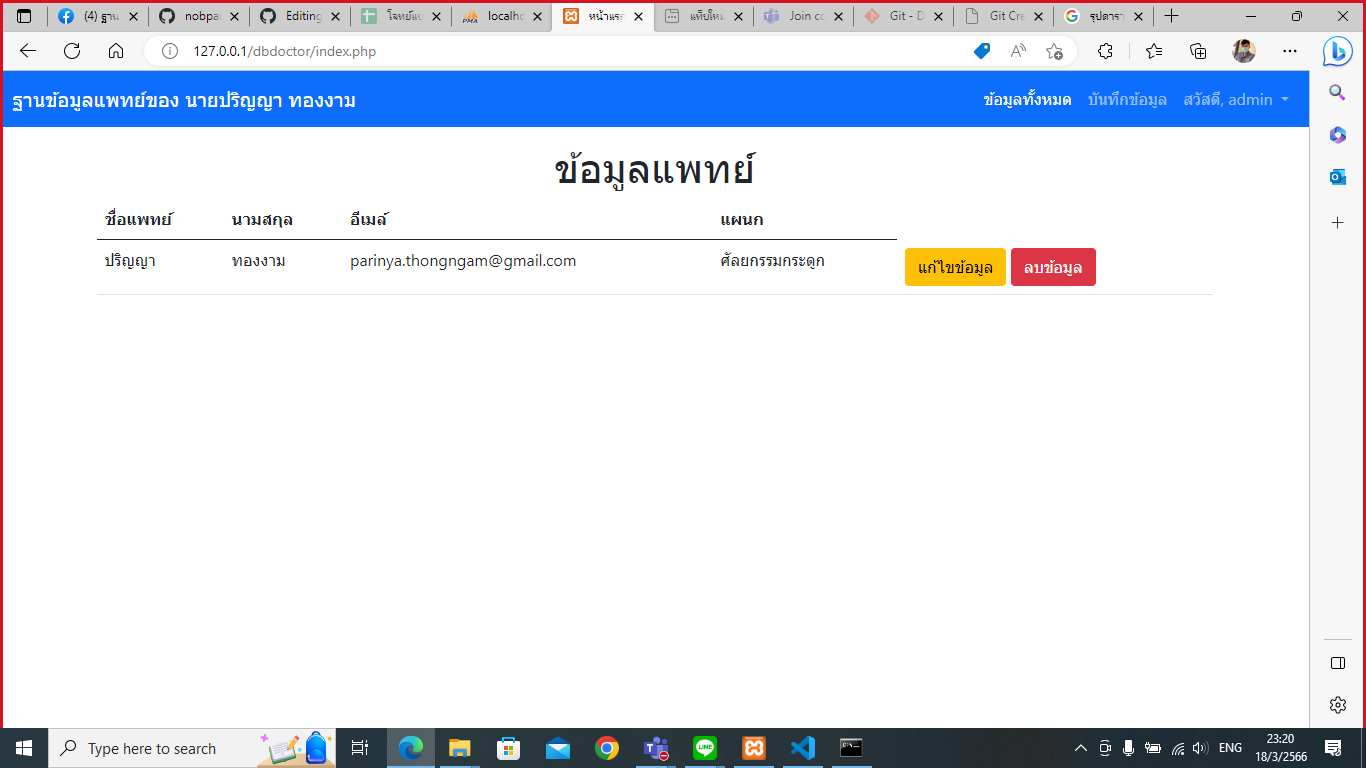 (4) ฐาน
nobpa
Editing
โจทย์แบ
localho
หน้าแรก
แท็บใหม
Join co
Git - D
Git Cre
รูปดารา
127.0.0.1/dbdoctor/index.php
ฐานข้อมูลแพทย์ของ นายปริญญา ทองงาม
ข้อมูลทั้งหมด บันทึกข้อมูล สวัสดี, admin
ข้อมูลแพทย์
ชื่อแพทย์ นามสกุล อีเมล์ แผนก
ปริญญา ทองงาม parinya.thongngam@gmail.com ศัลยกรรมกระดูก แก้ไขข้อมูล ลบข้อมูล
Type here to search
ENG
23:20
18/3/2566